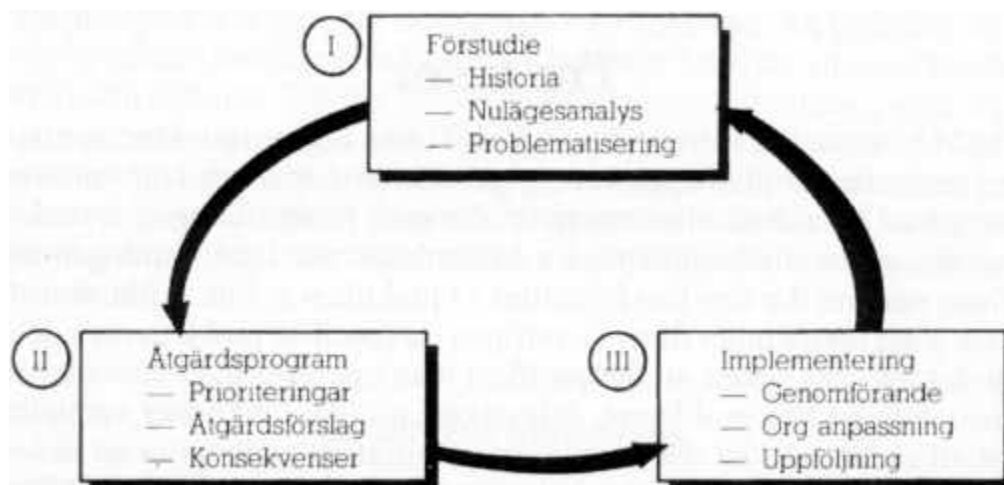 I
Förstudie
— Historia
— Nulägesanalys
— Problematisering
II
Åtgärdsprogram
— Prioriteringar
— Åtgärdsförslag
— Konsekvenser
III
Implementering
— Genomförande
— Org anpassning
— Uppföljning